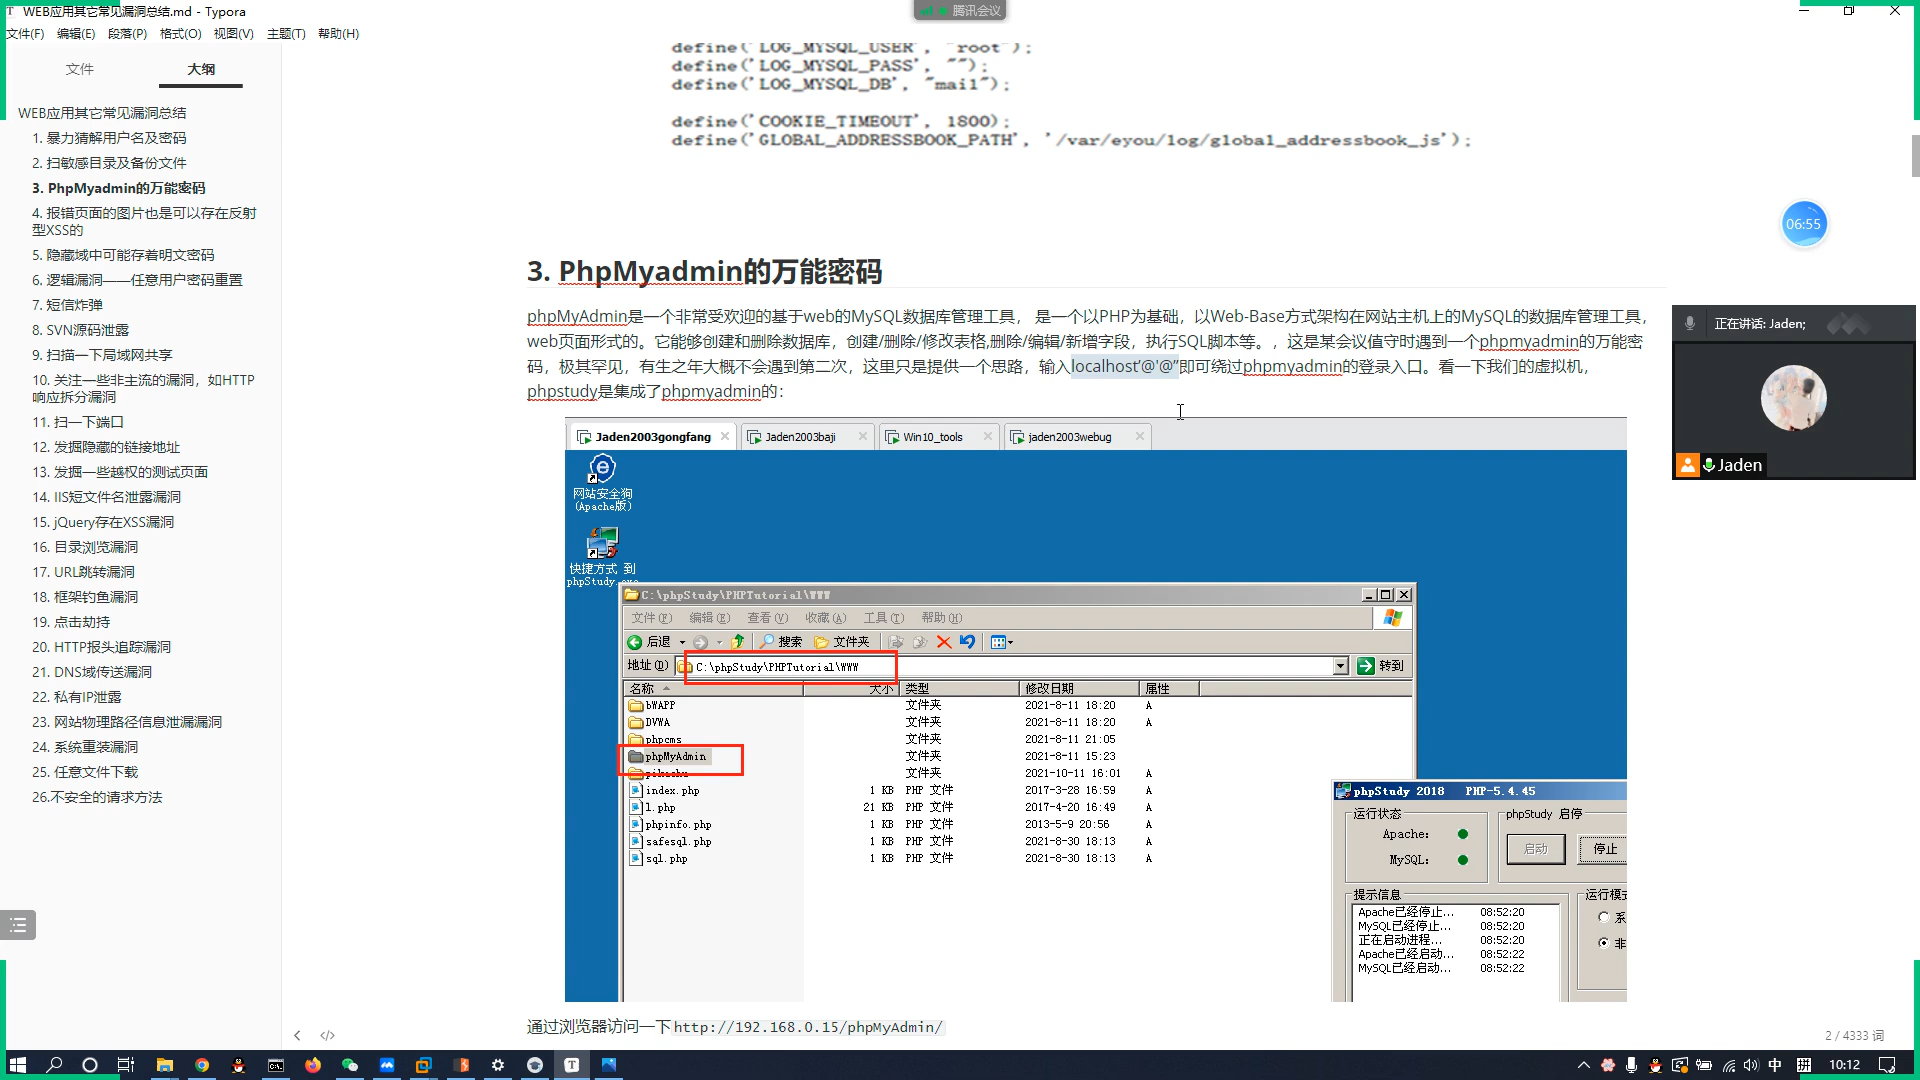 WEB应用其它常见漏洞总结.md - Typora
腾讯会议
文件(F) 编辑(E) 段落(P) 格式(O) 视图(V) 主题(T) 帮助(H)
文件 大纲
WEB应用其它常见漏洞总结
1. 暴力猜解用户名及密码
2. 扫敏感目录及备份文件
3. PhpMyadmin的万能密码
4. 报错页面的图片也是可以存在反射
型XSS的
5. 隐藏域中可能存着明文密码
6. 逻辑漏洞——任意用户密码重置
7. 短信炸弹
8. SVN源码泄露
9. 扫描一下局域网共享
10. 关注一些非主流的漏洞，如HTTP
响应拆分漏洞
11. 扫一下端口
12. 发掘隐藏的链接地址
13. 发掘一些越权的测试页面
14. IIS短文件名泄露漏洞
15. jQuery存在XSS漏洞
16. 目录浏览漏洞
17. URL跳转漏洞
18. 框架钓鱼漏洞
19. 点击劫持
20. HTTP报头追踪漏洞
21. DNS域传送漏洞
22. 私有IP泄露
23. 网站物理路径信息泄漏漏洞
24. 系统重装漏洞
25. 任意文件下载
26.不安全的请求方法
define('LOG_MYSQL_USER', "root");
define('LOG_MYSQL_PASS', "");
define('LOG_MYSQL_DB', "mail");
define('COOKIE_TIMEOUT', 1800);
define('GLOBAL_ADDRESSBOOK_PATH', '/var/eyou/log/global_addressbook_js');
3. PhpMyadmin的万能密码
phpMyAdmin是一个非常受欢迎的基于web的MySQL数据库管理工具， 是一个以PHP为基础，以Web-Base方式架构在网站主机上的MySQL的数据库管理工具，
web页面形式的。它能够创建和删除数据库，创建/删除/修改表格,删除/编辑/新增字段，执行SQL脚本等。，这是某会议值守时遇到一个phpmyadmin的万能密
码，极其罕见，有生之年大概不会遇到第二次，这里只是提供一个思路，输入localhost'@'@"即可绕过phpmyadmin的登录入口。看一下我们的虚拟机，
phpstudy是集成了phpmyadmin的：
Jaden2003gongfang Jaden2003baji Win10_tools jaden2003webug
网站安全狗
(Apache版)
快捷方式 到
phpStudy.exe
C:\phpStudy\PHPTutorial\WWW
文件(F) 编辑(E) 查看(V) 收藏(A) 工具(T) 帮助(H)
后退 搜索 文件夹
地址(D) C:\phpStudy\PHPTutorial\WWW 转到
名称 大小 类型 修改日期 属性
bWAPP 文件夹 2021-8-11 18:20 A
DVWA 文件夹 2021-8-11 18:20 A
phpcms 文件夹 2021-8-11 21:05
phpMyAdmin 文件夹 2021-8-11 15:23
pikachu 文件夹 2021-10-11 16:01 A
index.php 1 KB PHP 文件 2017-3-28 16:59 A
l.php 21 KB PHP 文件 2017-4-20 16:49 A
phpinfo.php 1 KB PHP 文件 2013-5-9 20:56 A
safesql.php 1 KB PHP 文件 2021-8-30 18:13 A
sql.php 1 KB PHP 文件 2021-8-30 18:13 A
phpStudy 2018 PHP-5.4.45
运行状态 phpStudy 启停
Apache:
MySQL:
启动 停止
提示信息 运行模式
Apache已经停止... 08:52:20
MySQL已经停止... 08:52:20
正在启动进程... 08:52:20
Apache已经启动... 08:52:22
MySQL已经启动... 08:52:22
系
非
通过浏览器访问一下http://192.168.0.15/phpMyAdmin/
06:55
正在讲话: Jaden;
Jaden
2 / 4333 词
中 拼 10:12